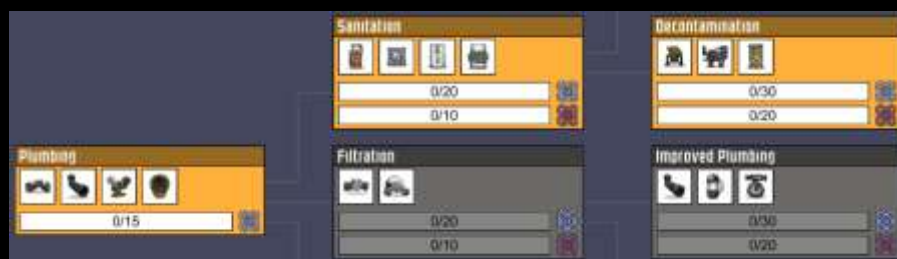 Sanitation
0/20
0/10
Decontamination
0/30
0/20
Plumbing
0/15
Filtration
0/20
0/10
Improved Plumbing
0/30
0/20